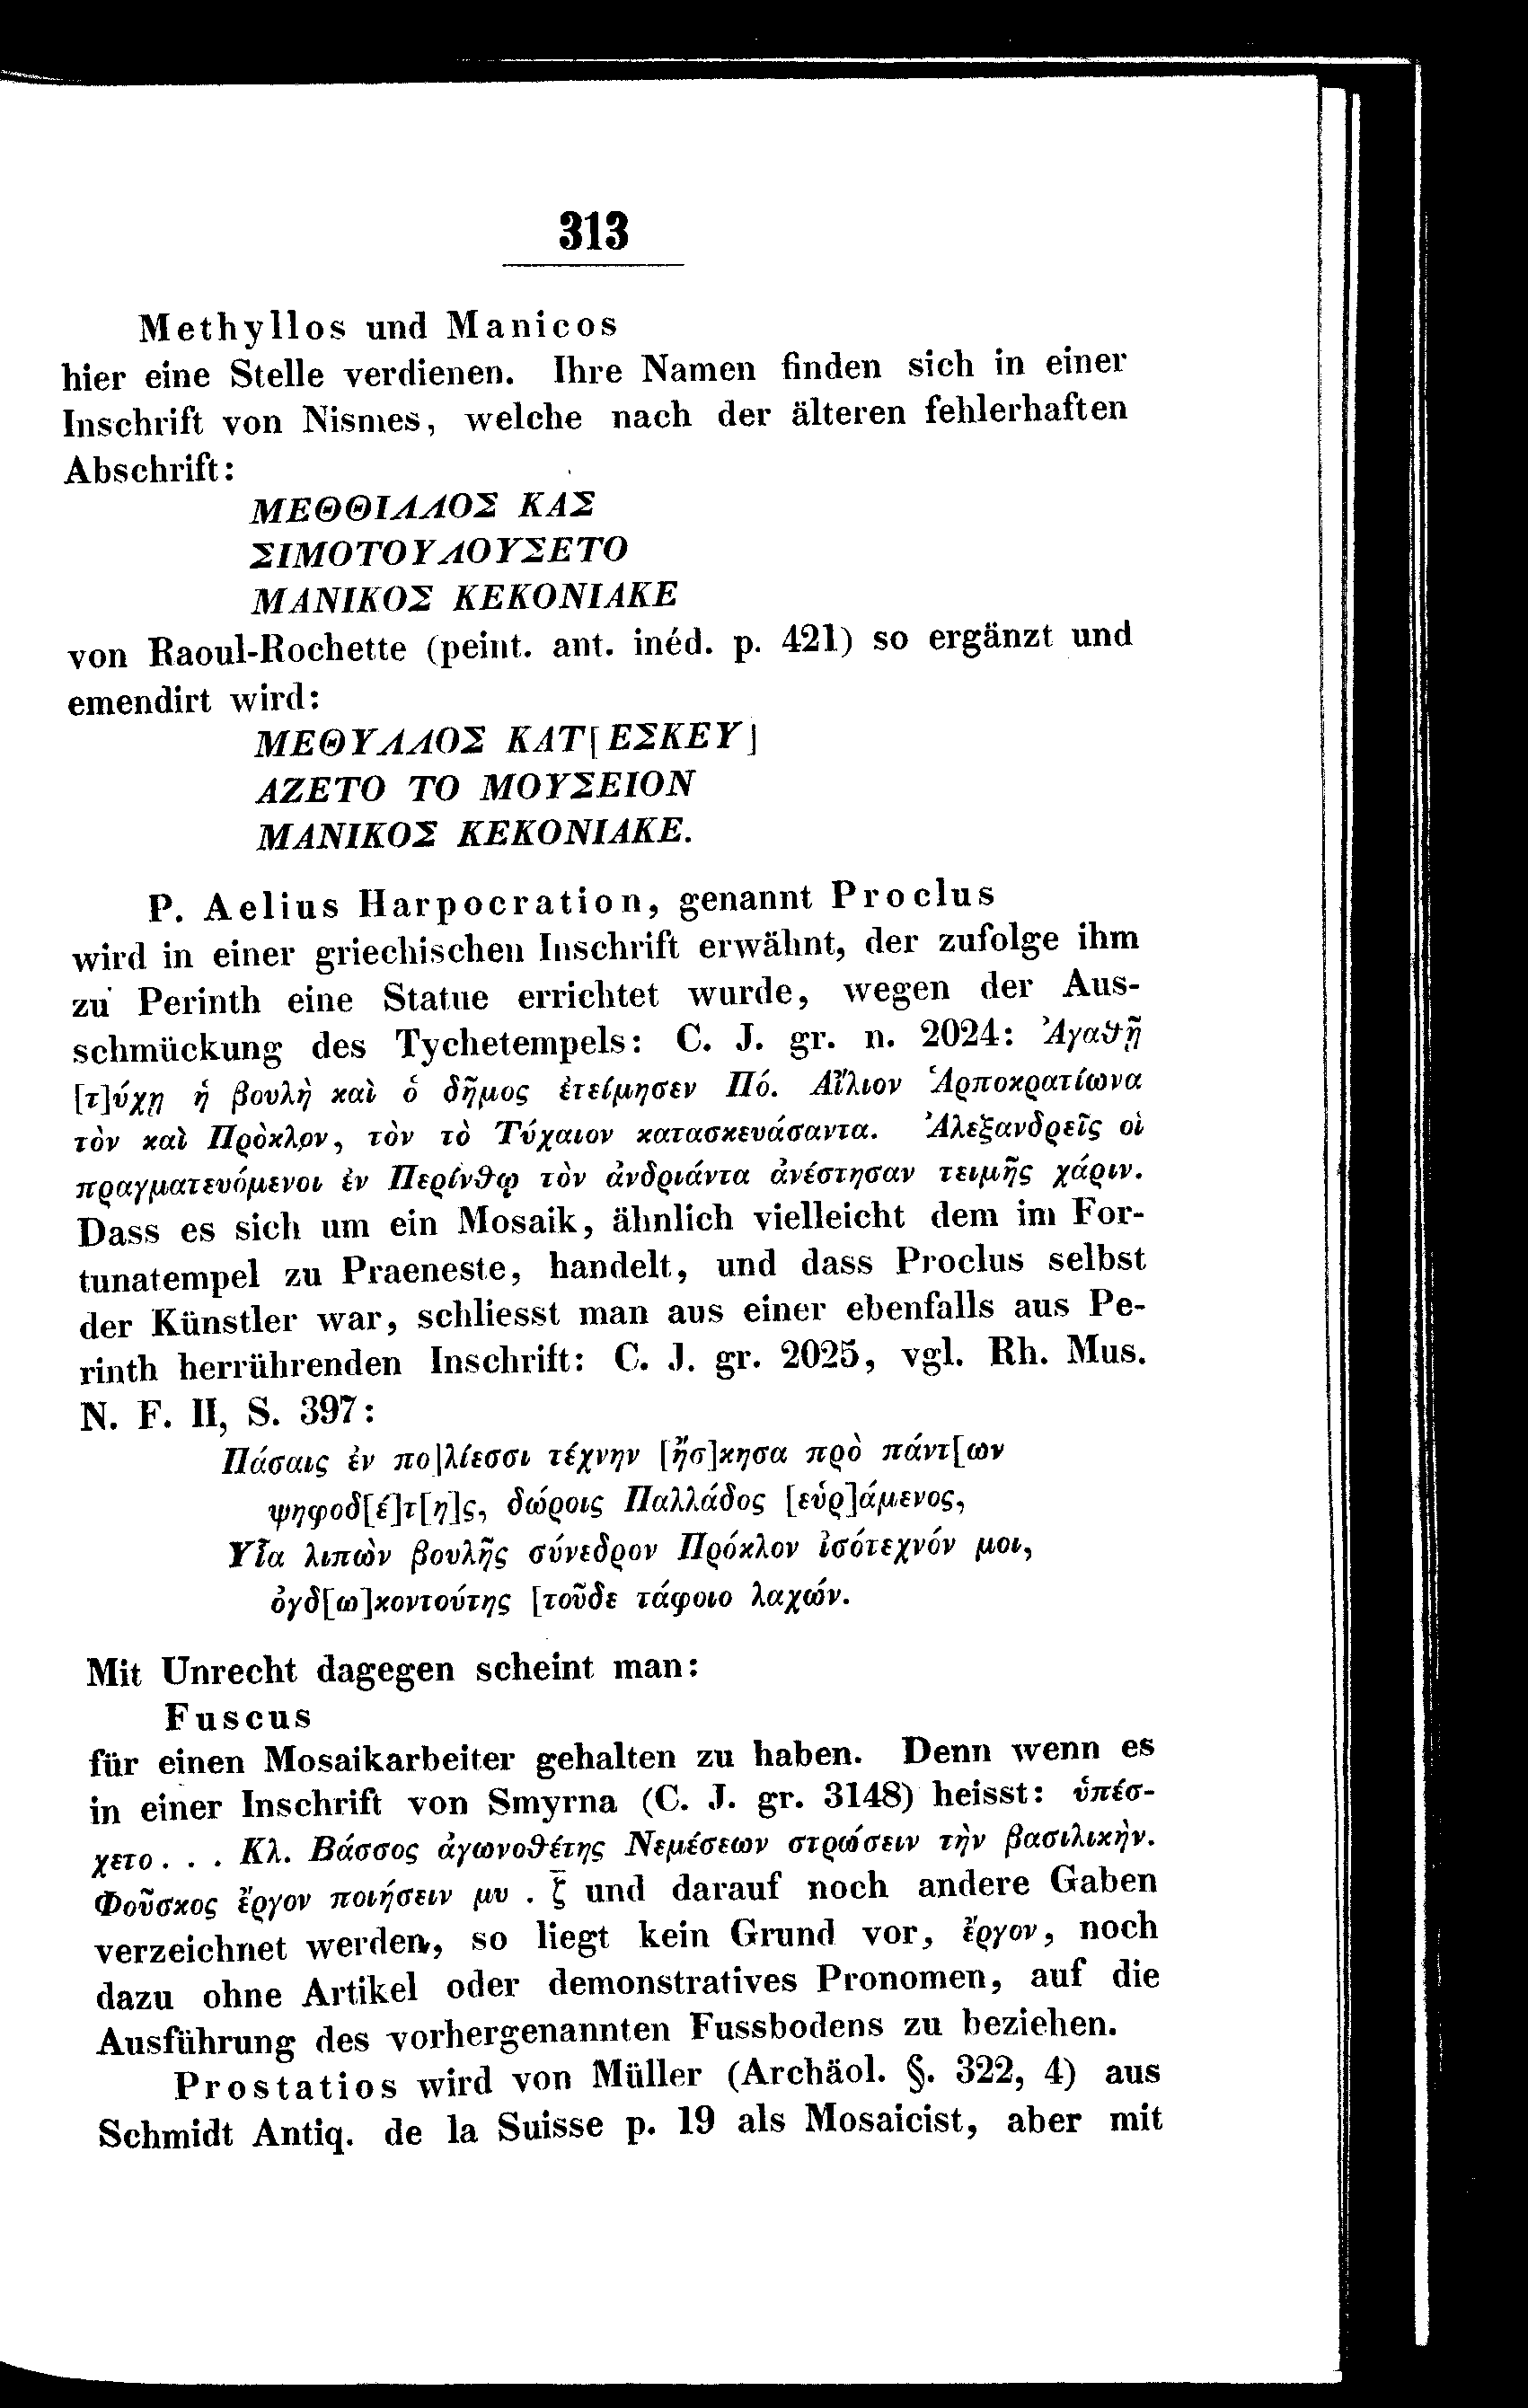 313
Methyllos und Manicos
hier eine Stelle verdienen. Ihre Namen finden sich in einer
Inschrift von Nismes, welche nach der älteren fehlerhaften
Abschrift:
ΜΕΘΘΙΛΛΟΣ ΚΑΣ
ΣΙΜΟΤΟΥΛΟΥΣΕΤΟ
ΜΑΝΙΚΟΣ ΚΕΚΟΝΙΑΚΕ
von Raoul-Rochette (peint. ant. inéd. p. 421) so ergänzt und
emendirt wird:
ΜΕΘΥΛΛΟΣ ΚΑΤ[ΕΣΚΕΥ]
ΑΖΕΤΟ ΤΟ ΜΟΥΣΕΙΟΝ
ΜΑΝΙΚΟΣ ΚΕΚΟΝΙΑΚΕ.
P. Aelius Harpocration, genannt Proclus
wird in einer griechischen Inschrift erwähnt, der zufolge ihm
zu Perinth eine Statue errichtet wurde, wegen der Aus-
schmückung des Tychetempels: C. J. gr. n. 2024: Ἀγαθῇ
[τ]ύχῃ ἡ βουλὴ καὶ ὁ δῆμος ἐτείμησεν Πό. Αἴλιον Ἁρποκρατίωνα
τὸν καὶ Πρὸκλον, τὸν τὸ Τύχαιον κατασκευάσαντα. Ἀλεξανδρεῖς οἱ
πραγματευόμενοι ἐν Περίνθῳ τὸν ἀνδριάντα ἀνέστησαν τειμῆς χάριν.
Dass es sich um ein Mosaik, ähnlich vielleicht dem im For-
tunatempel zu Praeneste, handelt, und dass Proclus selbst
der Künstler war, schliesst man aus einer ebenfalls aus Pe-
rinth herrührenden Inschrift: C. J. gr. 2025, vgl. Rh. Mus.
N. F. II, S. 397:
Πάσαις ἐν πο]λίεσσι τέχνην [ἤσ]κησα πρὸ πάντ[ων
ψηφοδ[έ]τ[η]ς, δώροις Παλλάδος [εὑρ]άμενος,
Υἷα λιπὼν βουλῆς σύνεδρον Πρόκλον ἰσότεχνόν μοι,
ὀγδ[ω]κοντούτης [τοῦδε τάφοιο λαχών.
Mit Unrecht dagegen scheint man:
Fuscus
für einen Mosaikarbeiter gehalten zu haben. Denn wenn es
in einer Inschrift von Smyrna (C. J. gr. 3148) heisst: ὑπέσ-
χετο . . . Κλ. Βάσσος ἀγωνοθέτης Νεμέσεων στρώσειν τὴν βασιλικὴν.
Φοῦσκος ἔργον ποιήσειν μυ . ζ̄ und darauf noch andere Gaben
verzeichnet werden, so liegt kein Grund vor, ἔργον, noch
dazu ohne Artikel oder demonstratives Pronomen, auf die
Ausführung des vorhergenannten Fussbodens zu beziehen.
Prostatios wird von Müller (Archäol. §. 322, 4) aus
Schmidt Antiq. de la Suisse p. 19 als Mosaicist, aber mit